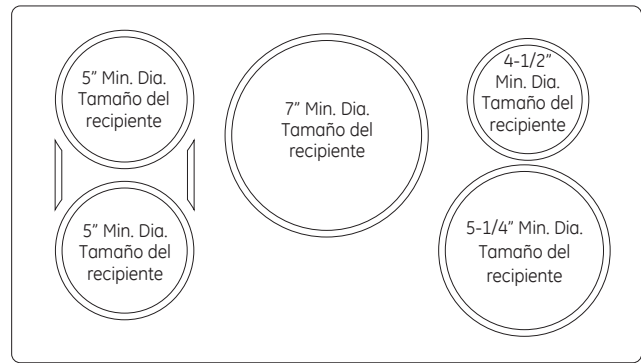 5" Min. Dia.
Tamaño del
recipiente
5" Min. Dia.
Tamaño del
recipiente
7" Min. Dia.
Tamaño del
recipiente
4-1/2"
Min. Dia.
Tamaño del
recipiente
5-1/4" Min. Dia.
Tamaño del
recipiente